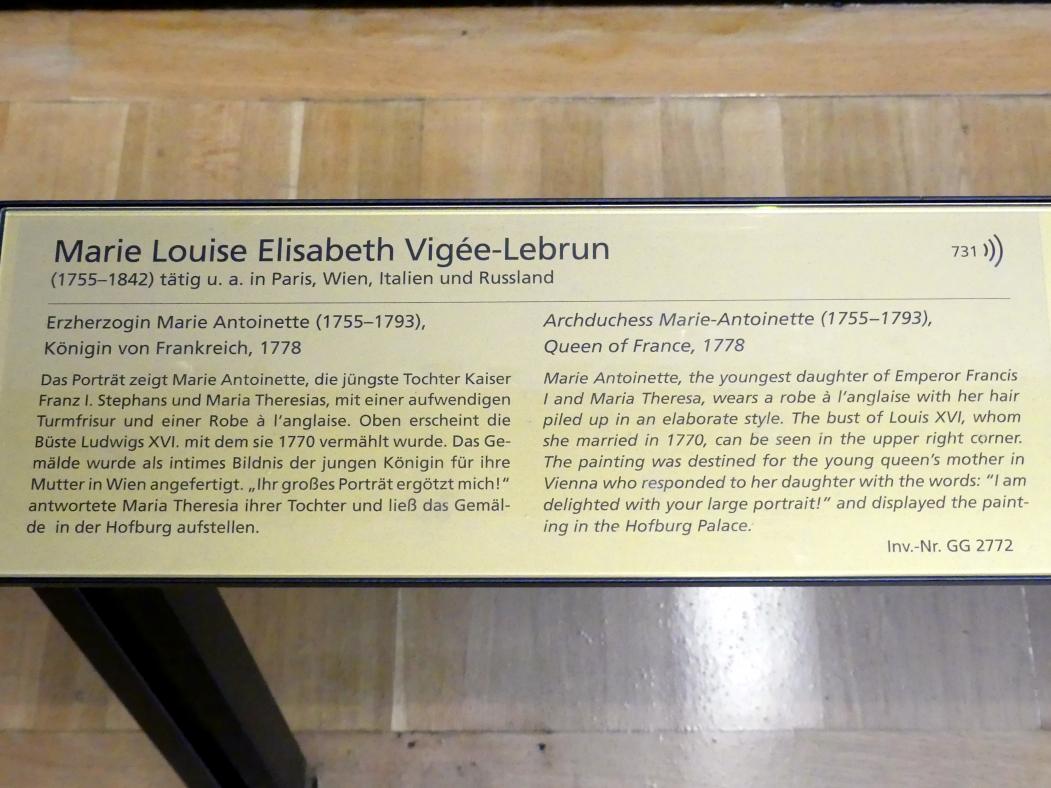 Marie Louise Elisabeth Vigée-Lebrun
731
(1755–1842) tätig u. a. in Paris, Wien, Italien und Russland
Erzherzogin Marie Antoinette (1755–1793),
Königin von Frankreich, 1778
Das Porträt zeigt Marie Antoinette, die jüngste Tochter Kaiser
Franz I. Stephans und Maria Theresias, mit einer aufwendigen
Turmfrisur und einer Robe à l'anglaise. Oben erscheint die
Büste Ludwigs XVI. mit dem sie 1770 vermählt wurde. Das Ge-
mälde wurde als intimes Bildnis der jungen Königin für ihre
Mutter in Wien angefertigt. „Ihr großes Porträt ergötzt mich!“
antwortete Maria Theresia ihrer Tochter und ließ das Gemäl-
de in der Hofburg aufstellen.
Archduchess Marie-Antoinette (1755–1793),
Queen of France, 1778
Marie Antoinette, the youngest daughter of Emperor Francis
I and Maria Theresa, wears a robe à l'anglaise with her hair
piled up in an elaborate style. The bust of Louis XVI, whom
she married in 1770, can be seen in the upper right corner.
The painting was destined for the young queen's mother in
Vienna who responded to her daughter with the words: “I am
delighted with your large portrait!” and displayed the paint-
ing in the Hofburg Palace.
Inv.-Nr. GG 2772